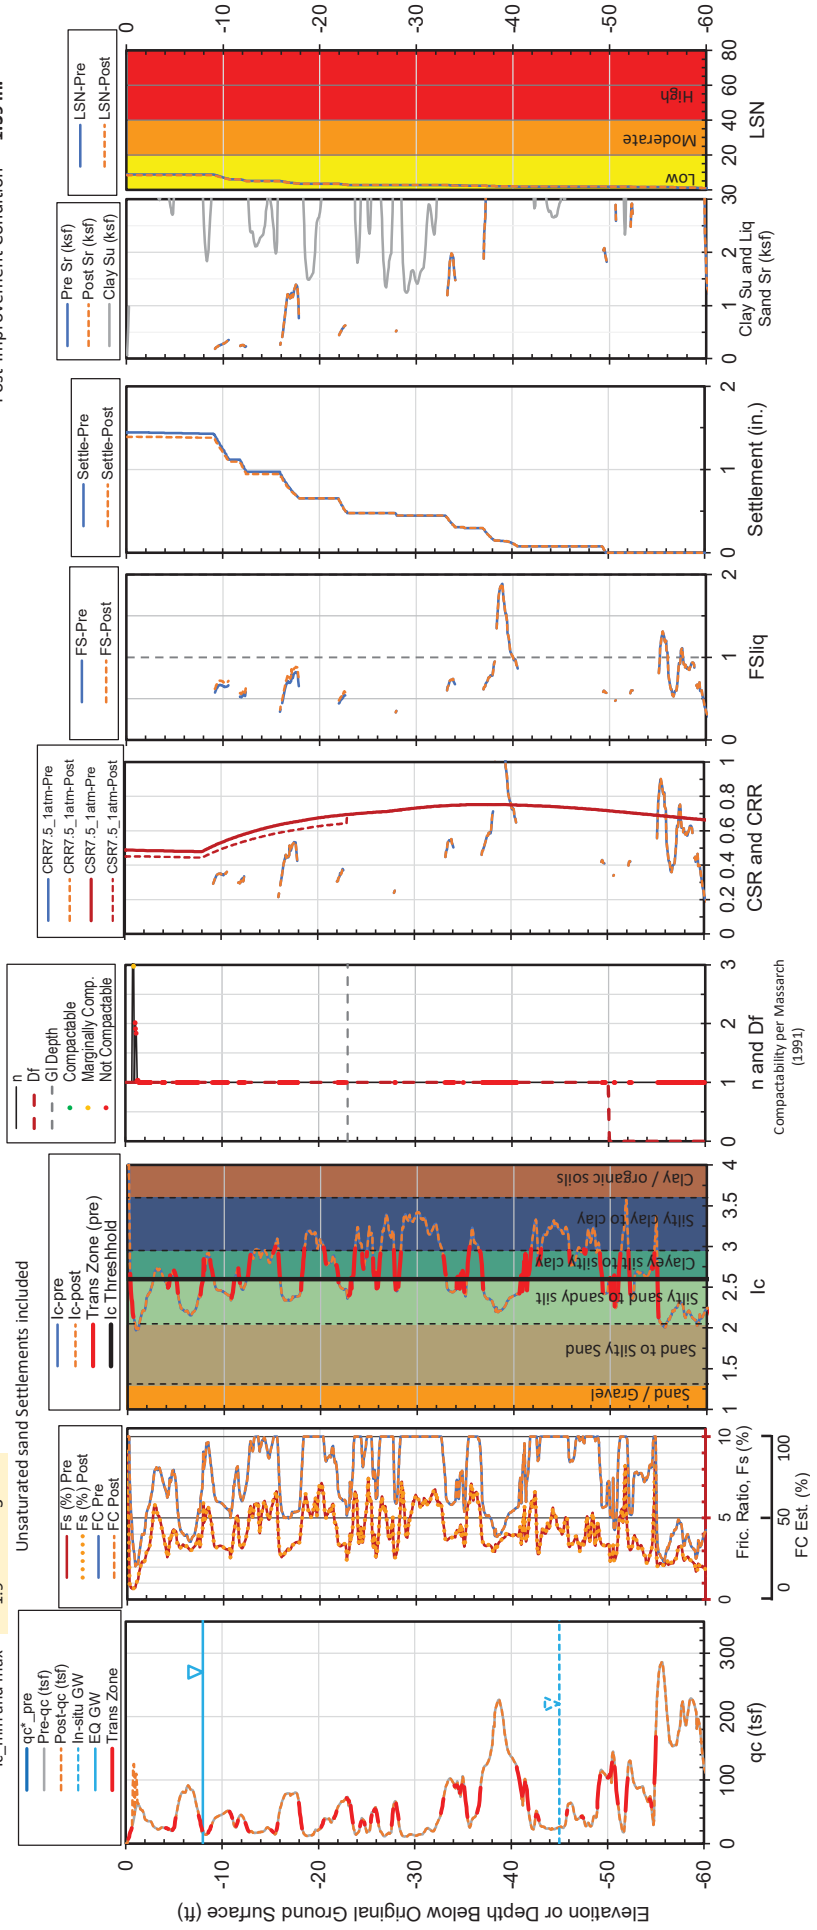 Unsaturated sand Settlements included
qc*_pre
Pre-qc (tsf)
Post-qc (tsf)
In-situ GW
EQ GW
Trans Zone
0
-10
-20
-30
-40
-50
-60
Elevation or Depth Below Original Ground Surface (ft)
0
100
200
300
qc (tsf)
Fs (%) Pre
Fs (%) Post
FC Pre
FC Post
0
5
10
Fric. Ratio, Fs (%)
0
50
100
FC Est. (%)
Ic-pre
Ic-post
Trans Zone (pre)
Ic Threshhold
Sand / Gravel
Sand to Silty Sand
Silty sand to sandy silt
Clayey silt to silty clay
Silty clay to clay
Clay / organic soils
1
1.5
2
2.5
3
3.5
4
Ic
n
Df
GI Depth
Compactable
Marginally Comp.
Not Compactable
0
1
2
3
n and Df
Compactability per Massarch
(1991)
CRR7.5_1atm-Pre
CRR7.5_1atm-Post
CSR7.5_1atm-Pre
CSR7.5_1atm-Post
0
0.2
0.4
0.6
0.8
1
CSR and CRR
FS-Pre
FS-Post
0
1
2
FSliq
Settle-Pre
Settle-Post
0
1
2
Settlement (in.)
Pre Sr (ksf)
Post Sr (ksf)
Clay Su (ksf)
0
1
2
3
Clay Su and Liq
Sand Sr (ksf)
LSN-Pre
LSN-Post
Low
Moderate
High
0
20
40
60
80
LSN
0
-10
-20
-30
-40
-50
-60